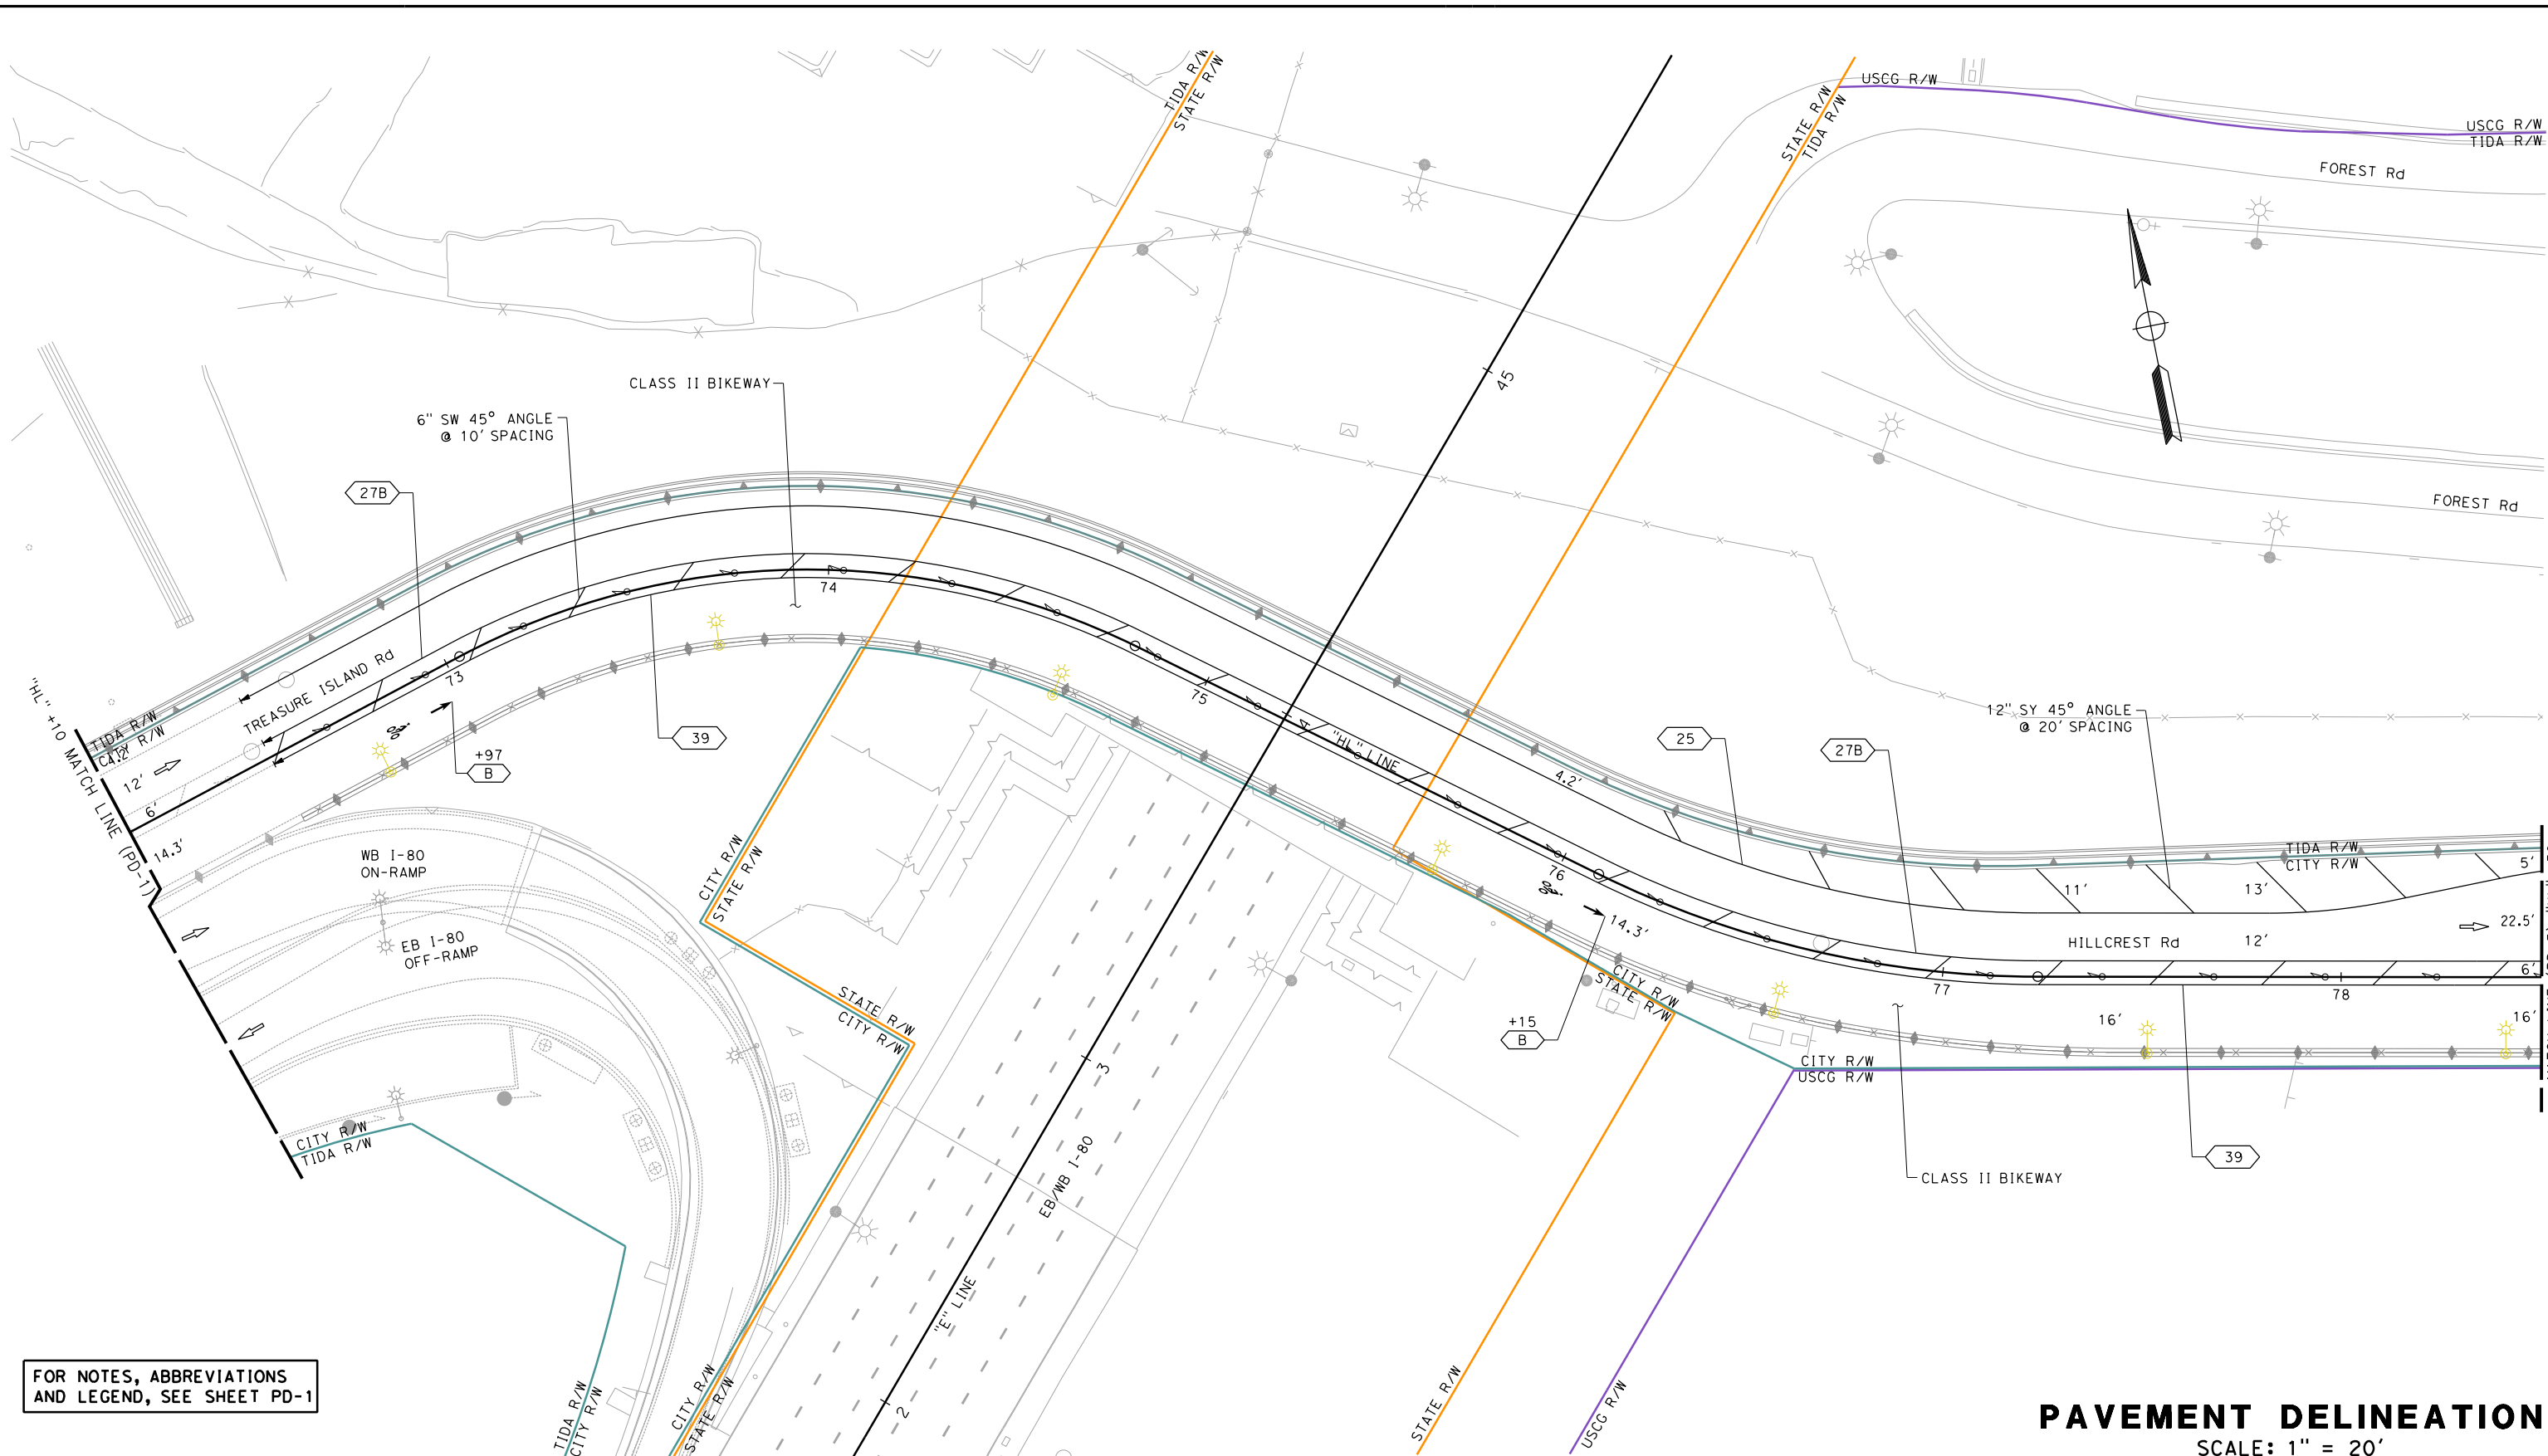 TIDA R/W
STATE R/W
STATE R/W
TIDA R/W
USCG R/W
USCG R/W
TIDA R/W
FOREST Rd
45
CLASS II BIKEWAY
6" SW 45° ANGLE
@ 10' SPACING
27B
FOREST Rd
74
"HL" +10 MATCH LINE (PD-1)
TIDA R/W
CITY R/W
4.2'
12'
6'
14.3'
TREASURE ISLAND Rd
73
+97
B
39
75
4
"HL" LINE
4.2'
25
27B
12" SY 45° ANGLE
@ 20' SPACING
TIDA R/W
CITY R/W
5'
11'
13'
22.5'
HILLCREST Rd
12'
6'
76
14.3'
77
78
16'
16'
WB I-80
ON-RAMP
EB I-80
OFF-RAMP
CITY R/W
STATE R/W
STATE R/W
CITY R/W
CITY R/W
STATE R/W
+15
B
CITY R/W
USCG R/W
39
CLASS II BIKEWAY
CITY R/W
TIDA R/W
3
EB/WB I-80
"E" LINE
2
TIDA R/W
CITY R/W
CITY R/W
STATE R/W
STATE R/W
USCG R/W
FOR NOTES, ABBREVIATIONS
AND LEGEND, SEE SHEET PD-1
PAVEMENT DELINEATION
SCALE: 1" = 20'